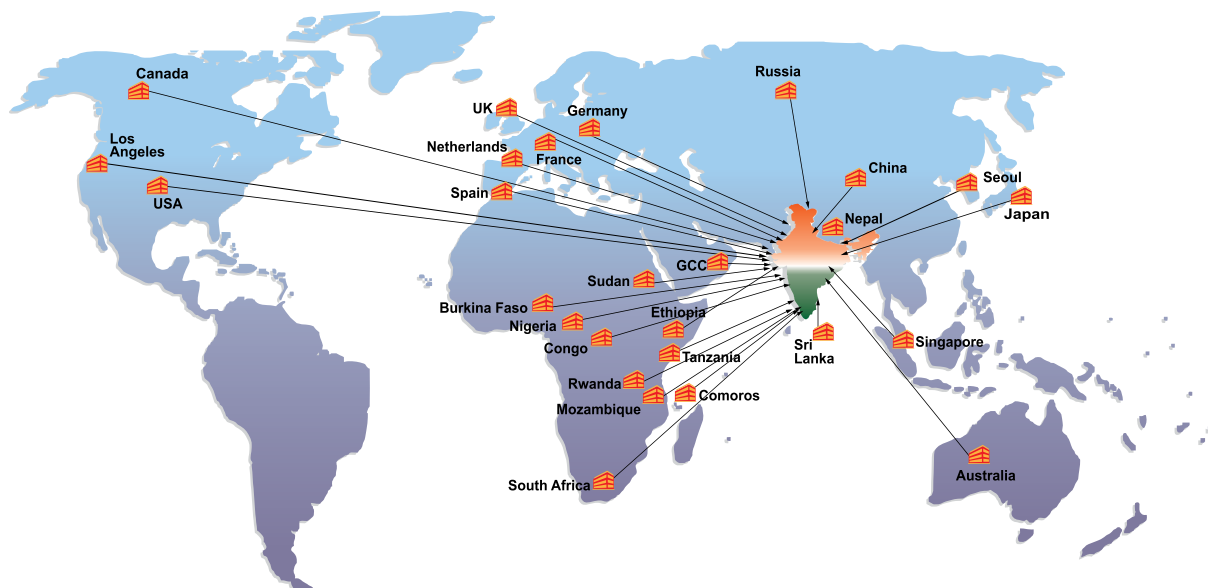 Canada
Russia
UK
Germany
Los
Angeles
Netherlands
France
China
Seoul
USA
Spain
Japan
Nepal
GCC
Sudan
Burkina Faso
Ethiopia
Nigeria
Congo
Sri
Lanka
Singapore
Tanzania
Rwanda
Comoros
Mozambique
Australia
South Africa